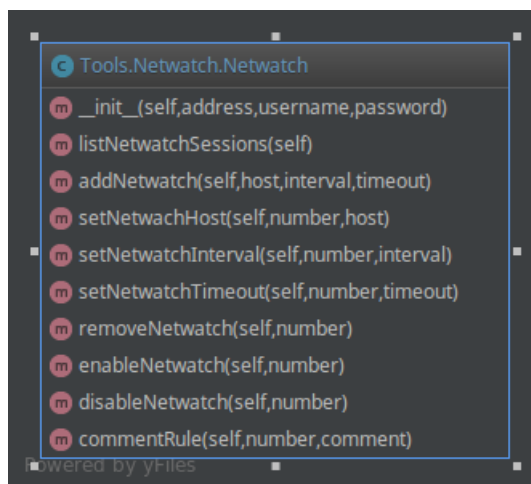 C Tools.Netwatch.Netwatch
m __init__(self,address,username,password)
m listNetwatchSessions(self)
m addNetwatch(self,host,interval,timeout)
m setNetwachHost(self,number,host)
m setNetwatchInterval(self,number,interval)
m setNetwatchTimeout(self,number,timeout)
m removeNetwatch(self,number)
m enableNetwatch(self,number)
m disableNetwatch(self,number)
m commentRule(self,number,comment)
Powered by yFiles